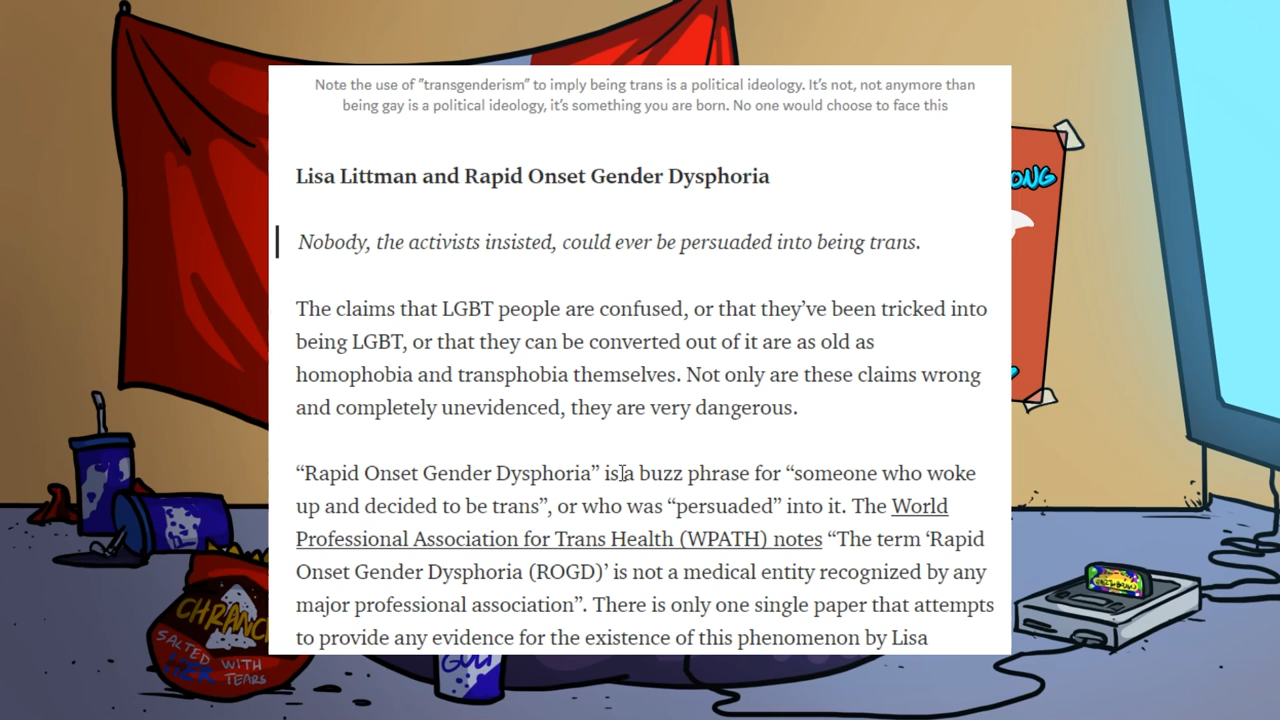 Note the use of "transgenderism" to imply being trans is a political ideology. It's not, not anymore than
being gay is a political ideology, it's something you are born. No one would choose to face this
Lisa Littman and Rapid Onset Gender Dysphoria
Nobody, the activists insisted, could ever be persuaded into being trans.
The claims that LGBT people are confused, or that they’ve been tricked into
being LGBT, or that they can be converted out of it are as old as
homophobia and transphobia themselves. Not only are these claims wrong
and completely unevidenced, they are very dangerous.
“Rapid Onset Gender Dysphoria” is a buzz phrase for “someone who woke
up and decided to be trans”, or who was “persuaded” into it. The World
Professional Association for Trans Health (WPATH) notes “The term ‘Rapid
Onset Gender Dysphoria (ROGD)’ is not a medical entity recognized by any
major professional association”. There is only one single paper that attempts
to provide any evidence for the existence of this phenomenon by Lisa
ONG
SALTED WITH
HER TEARS